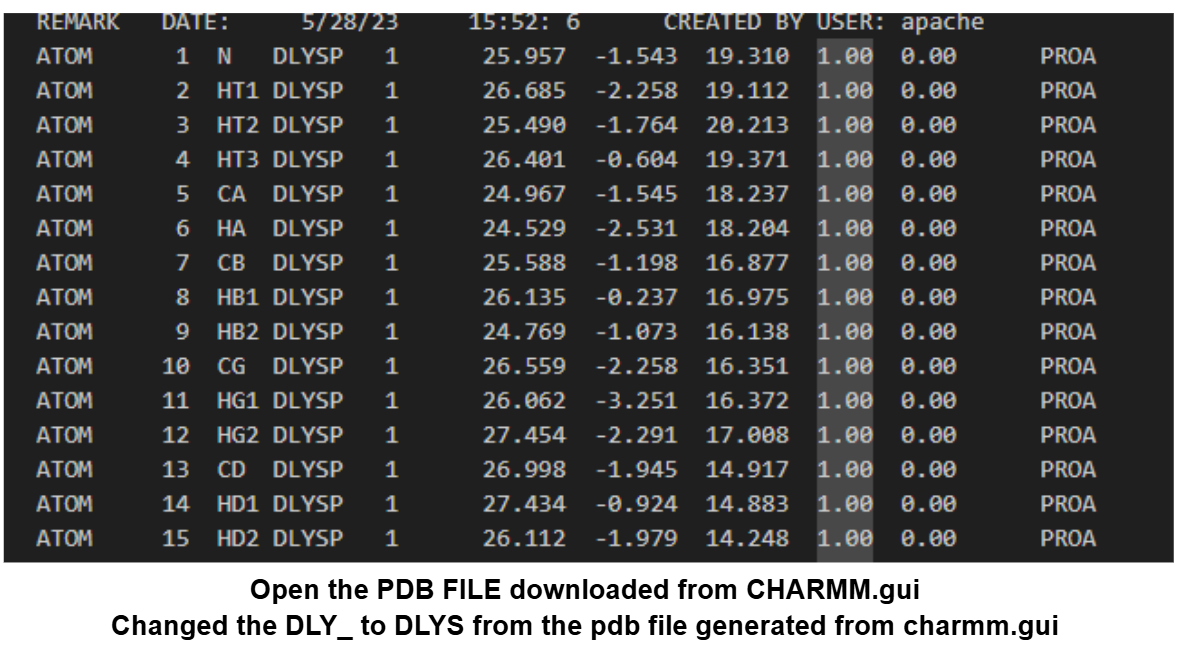 REMARK   DATE:     5/28/23     15:52: 6      CREATED BY USER: apache
ATOM      1  N   DLYSP   1      25.957  -1.543  19.310  1.00  0.00      PROA
ATOM      2  HT1 DLYSP   1      26.685  -2.258  19.112  1.00  0.00      PROA
ATOM      3  HT2 DLYSP   1      25.490  -1.764  20.213  1.00  0.00      PROA
ATOM      4  HT3 DLYSP   1      26.401  -0.604  19.371  1.00  0.00      PROA
ATOM      5  CA  DLYSP   1      24.967  -1.545  18.237  1.00  0.00      PROA
ATOM      6  HA  DLYSP   1      24.529  -2.531  18.204  1.00  0.00      PROA
ATOM      7  CB  DLYSP   1      25.588  -1.198  16.877  1.00  0.00      PROA
ATOM      8  HB1 DLYSP   1      26.135  -0.237  16.975  1.00  0.00      PROA
ATOM      9  HB2 DLYSP   1      24.769  -1.073  16.138  1.00  0.00      PROA
ATOM     10  CG  DLYSP   1      26.559  -2.258  16.351  1.00  0.00      PROA
ATOM     11  HG1 DLYSP   1      26.062  -3.251  16.372  1.00  0.00      PROA
ATOM     12  HG2 DLYSP   1      27.454  -2.291  17.008  1.00  0.00      PROA
ATOM     13  CD  DLYSP   1      26.998  -1.945  14.917  1.00  0.00      PROA
ATOM     14  HD1 DLYSP   1      27.434  -0.924  14.883  1.00  0.00      PROA
ATOM     15  HD2 DLYSP   1      26.112  -1.979  14.248  1.00  0.00      PROA
Open the PDB FILE downloaded from CHARMM.gui
Changed the DLY_ to DLYS from the pdb file generated from charmm.gui